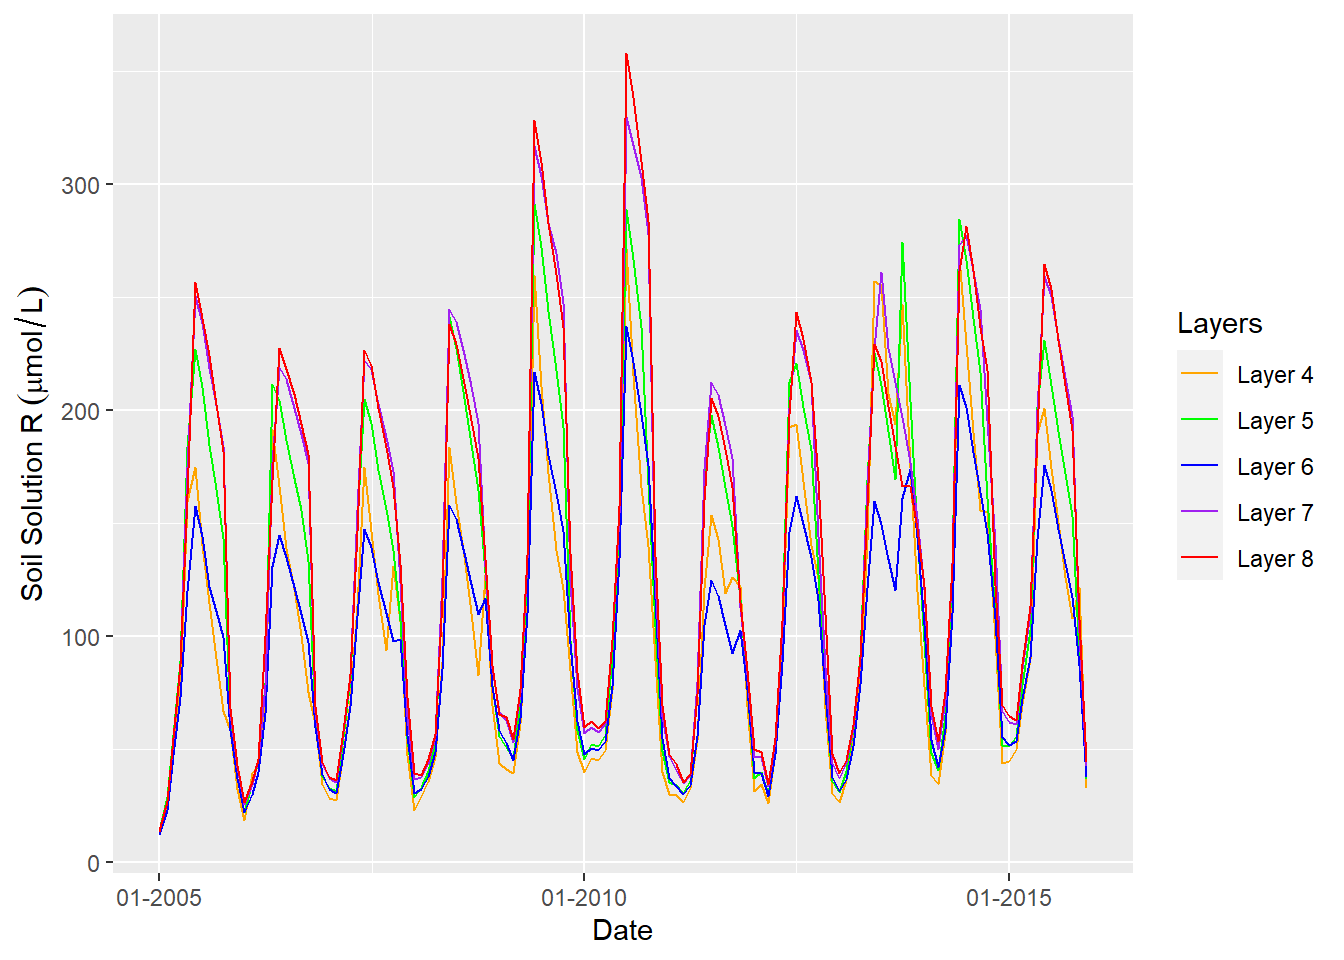 Soil Solution R (μmol/L)
300
200
100
0
01-2005
01-2010
01-2015
Date
Layers
Layer 4
Layer 5
Layer 6
Layer 7
Layer 8